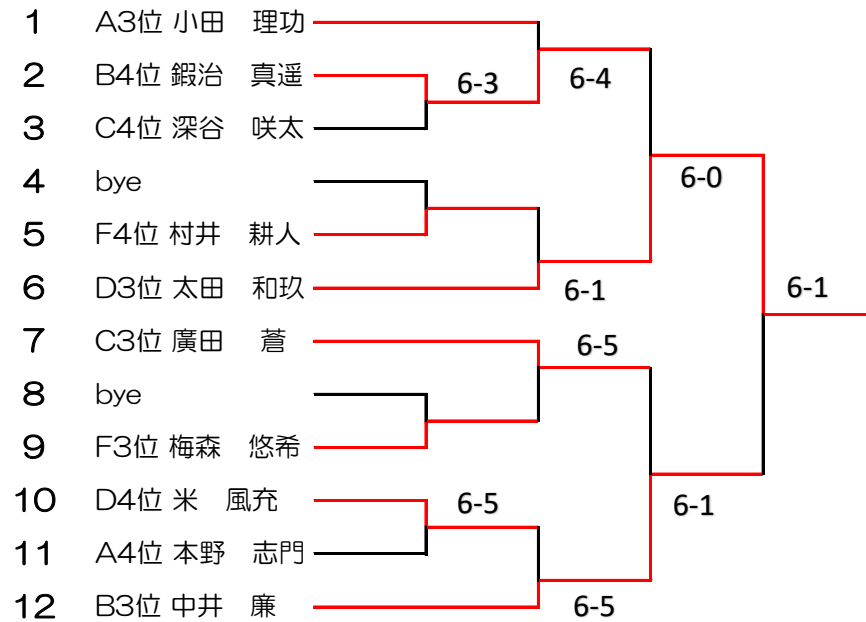 1 A3位 小田　理功
2 B4位 鍜治　真遥 6-3 6-4
3 C4位 深谷　咲太
4 bye 6-0
5 F4位 村井　耕人
6 D3位 太田　和玖 6-1 6-1
7 C3位 廣田　蒼 6-5
8 bye
9 F3位 梅森　悠希
10 D4位 米　風充 6-5 6-1
11 A4位 本野　志門
12 B3位 中井　廉 6-5